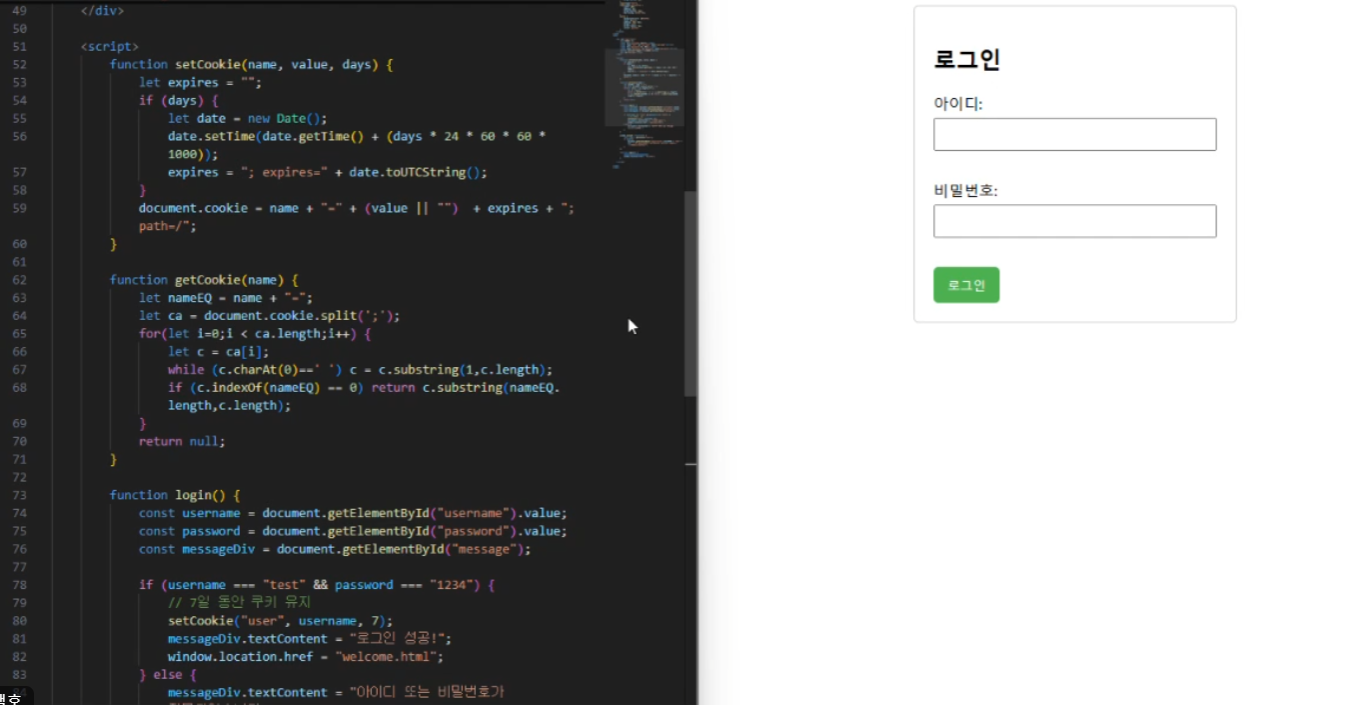 49 </div>
50
51 <script>
52 function setCookie(name, value, days) {
53 let expires = "";
54 if (days) {
55 let date = new Date();
56 date.setTime(date.getTime() + (days * 24 * 60 * 60 *
1000));
57 expires = "; expires=" + date.toUTCString();
58 }
59 document.cookie = name + "=" + (value || "") + expires + ";
path=/";
60 }
61
62 function getCookie(name) {
63 let nameEQ = name + "=";
64 let ca = document.cookie.split(';');
65 for(let i=0;i < ca.length;i++) {
66 let c = ca[i];
67 while (c.charAt(0)==' ') c = c.substring(1,c.length);
68 if (c.indexOf(nameEQ) == 0) return c.substring(nameEQ.
length,c.length);
69 }
70 return null;
71 }
72
73 function login() {
74 const username = document.getElementById("username").value;
75 const password = document.getElementById("password").value;
76 const messageDiv = document.getElementById("message");
77
78 if (username === "test" && password === "1234") {
79 // 7일 동안 쿠키 유지
80 setCookie("user", username, 7);
81 messageDiv.textContent = "로그인 성공!";
82 window.location.href = "welcome.html";
83 } else {
messageDiv.textContent = "아이디 또는 비밀번호가
로그인
아이디:
비밀번호:
로그인